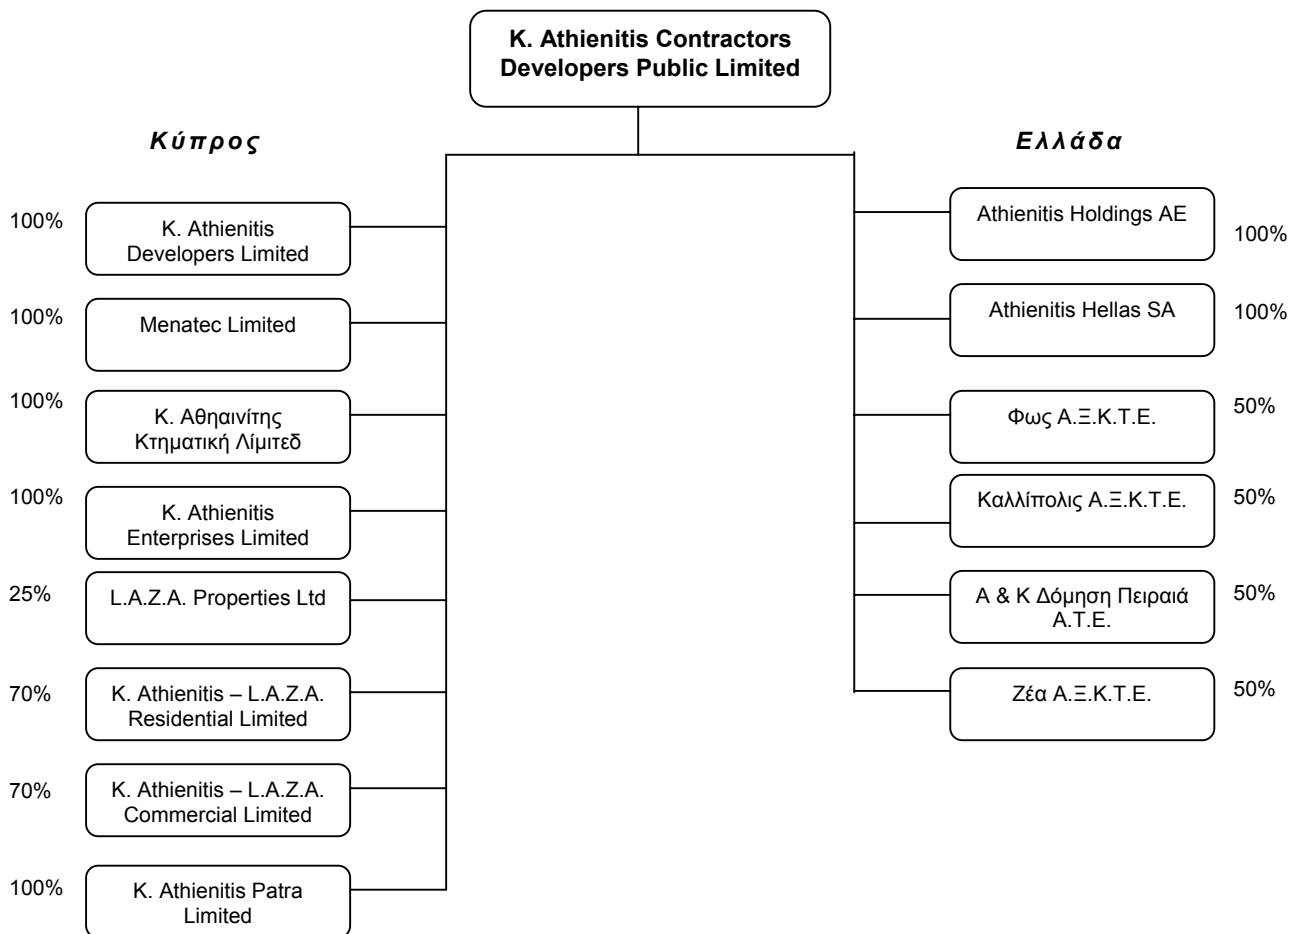 K. Athienitis Contractors
Developers Public Limited
Κύπρος
Ελλάδα
100%
K. Athienitis
Developers Limited
100%
Menatec Limited
100%
Κ. Αθηαινίτης
Κτηματική Λίμιτεδ
100%
K. Athienitis
Enterprises Limited
25%
L.A.Z.A. Properties Ltd
70%
K. Athienitis – L.A.Z.A.
Residential Limited
70%
K. Athienitis – L.A.Z.A.
Commercial Limited
100%
K. Athienitis Patra
Limited
Athienitis Holdings AE
100%
Athienitis Hellas SA
100%
Φως Α.Ξ.Κ.Τ.Ε.
50%
Καλλίπολις Α.Ξ.Κ.Τ.Ε.
50%
Α & Κ Δόμηση Πειραιά
Α.Τ.Ε.
50%
Ζέα Α.Ξ.Κ.Τ.Ε.
50%